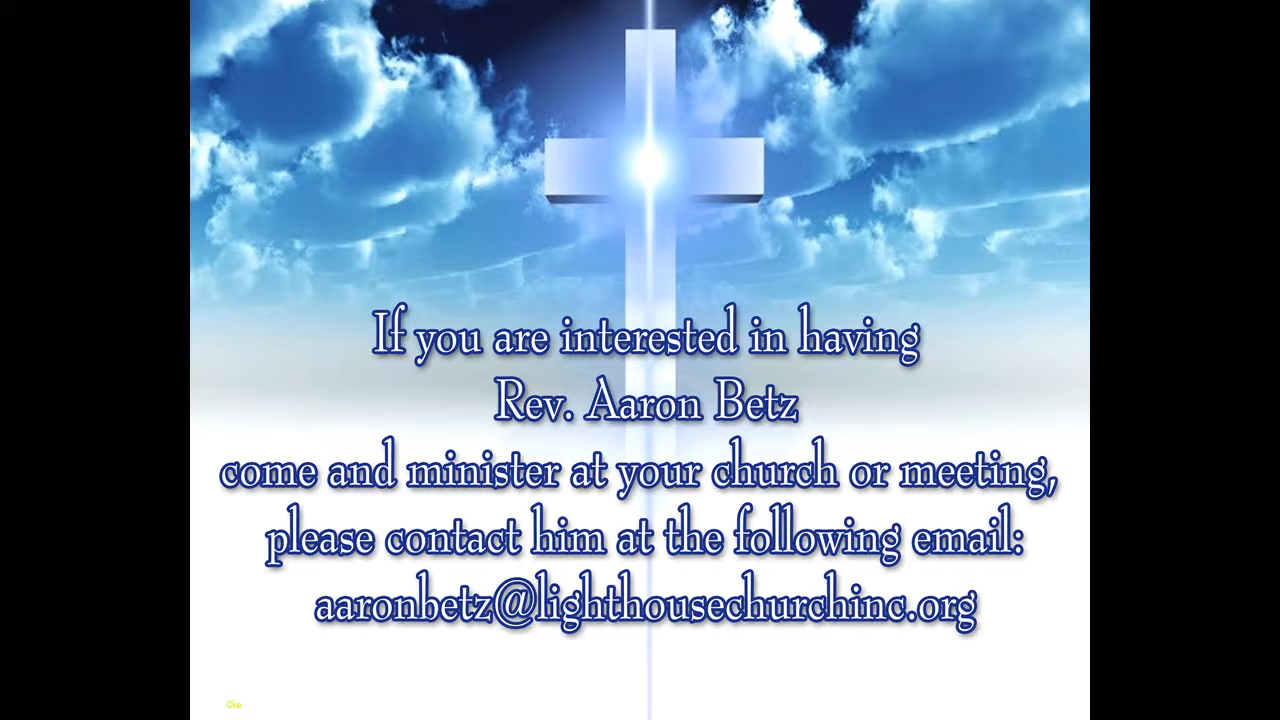 If you are interested in having
Rev. Aaron Betz
come and minister at your church or meeting,
please contact him at the following email:
aaronbetz@lighthousechurchinc.org